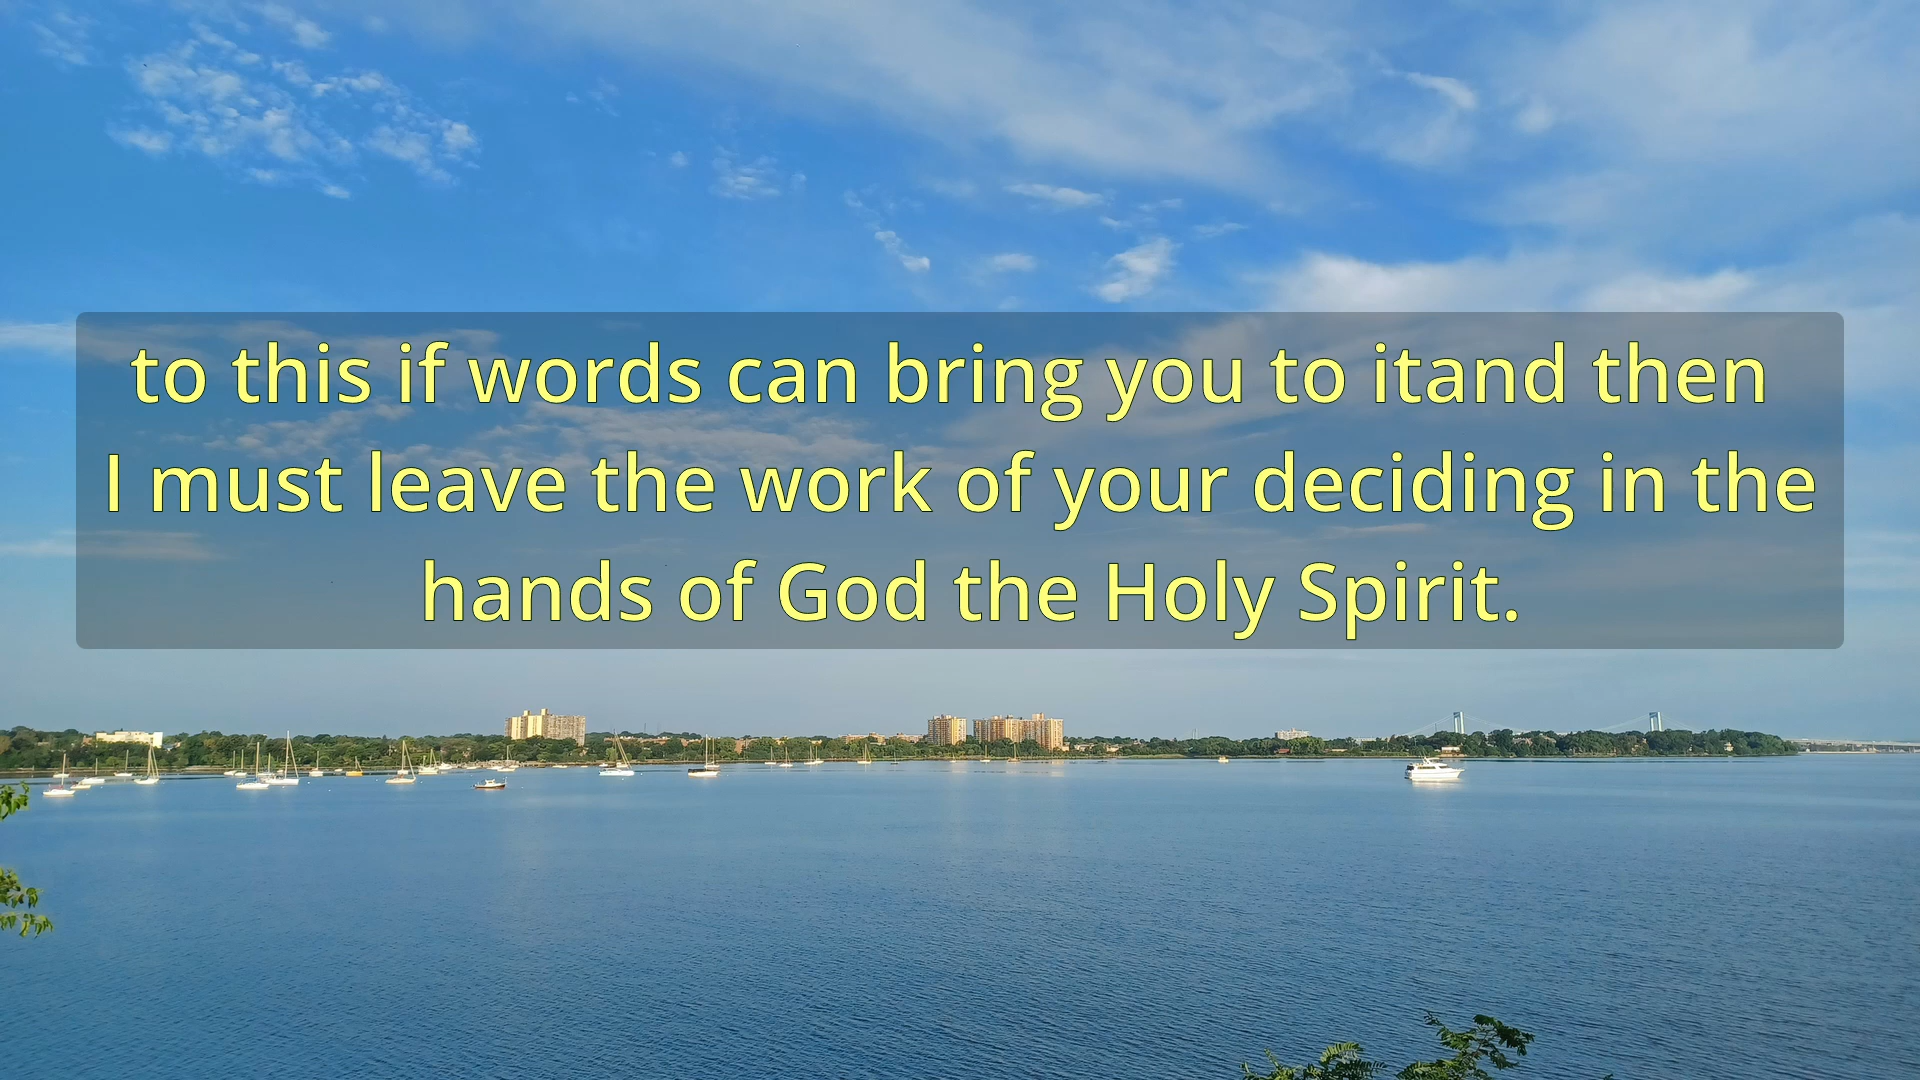 to this if words can bring you to itand then
I must leave the work of your deciding in the
hands of God the Holy Spirit.